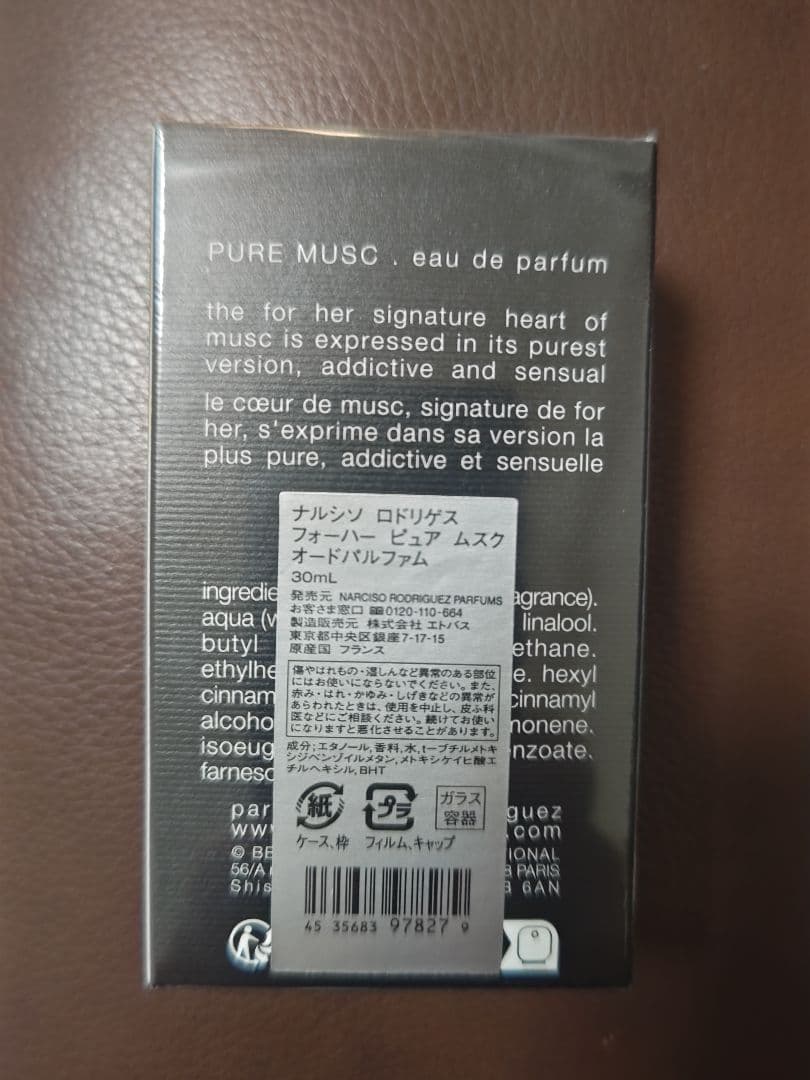 PURE MUSC . eau de parfum
the for her signature heart of
musc is expressed in its purest
version, addictive and sensual
le cœur de musc, signature de for
her, s'exprime dans sa version la
plus pure, addictive et sensuelle
ナルシソ ロドリゲス
フォーハー ピュア ムスク
オードパルファム
30mL
発売元 NARCISO RODRIGUEZ PARFUMS
お客さま窓口 0120-110-664
製造販売元 株式会社 エトバス
東京都中央区銀座7-17-15
原産国 フランス
傷やはれもの・湿しんなど異常のある部位
にはお使いにならないでください。また、
赤み・はれ・かゆみ・しげきなどの異常が
あらわれたときは、使用を中止し、皮ふ科
医などにご相談ください。続けてお使い
になりますと悪化させることがあります。
成分;エタノール,香料,水,t-ブチルメトキ
シジベンゾイルメタン,メトキシケイヒ酸エ
チルヘキシル,BHT
紙 プラ ガラス
容器
ケース、枠 フィルム、キャップ
45 35683 97827 9
ingredie agrance).
aqua (w linalool.
butyl ethane.
ethylhe e. hexyl
cinnam cinnamyl
alcoho monene.
isoeug nzoate.
farneso
par guez
www .com
© BE IONAL
56/A 8 PARIS
Shis 3 6AN